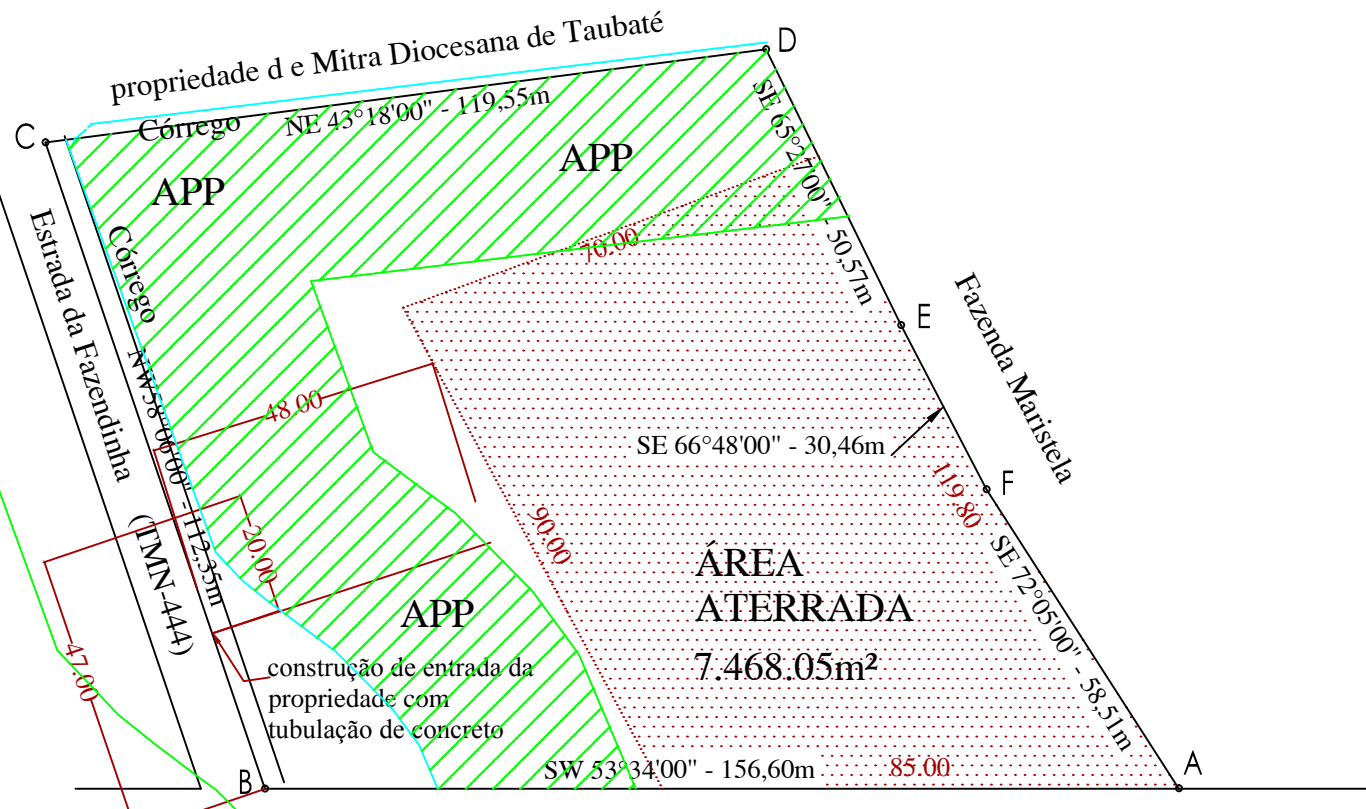 propriedade d e Mitra Diocesana de Taubaté
D
C
Córrego
NE 43°18'00" - 119,55m
SE 65°27'00" - 50,57m
APP
APP
Estrada da Fazendinha (TMN-444)
Córrego
NW58°06'00" - 112,35m
70.00
E
Fazenda Maristela
48.00
SE 66°48'00" - 30,46m
119.80
F
20.00
90.00
SE 72°05'00" - 58,51m
ÁREA
ATERRADA
7.468.05m²
APP
47.00
construção de entrada da
propriedade com
tubulação de concreto
SW 53°34'00" - 156,60m
85.00
B
A